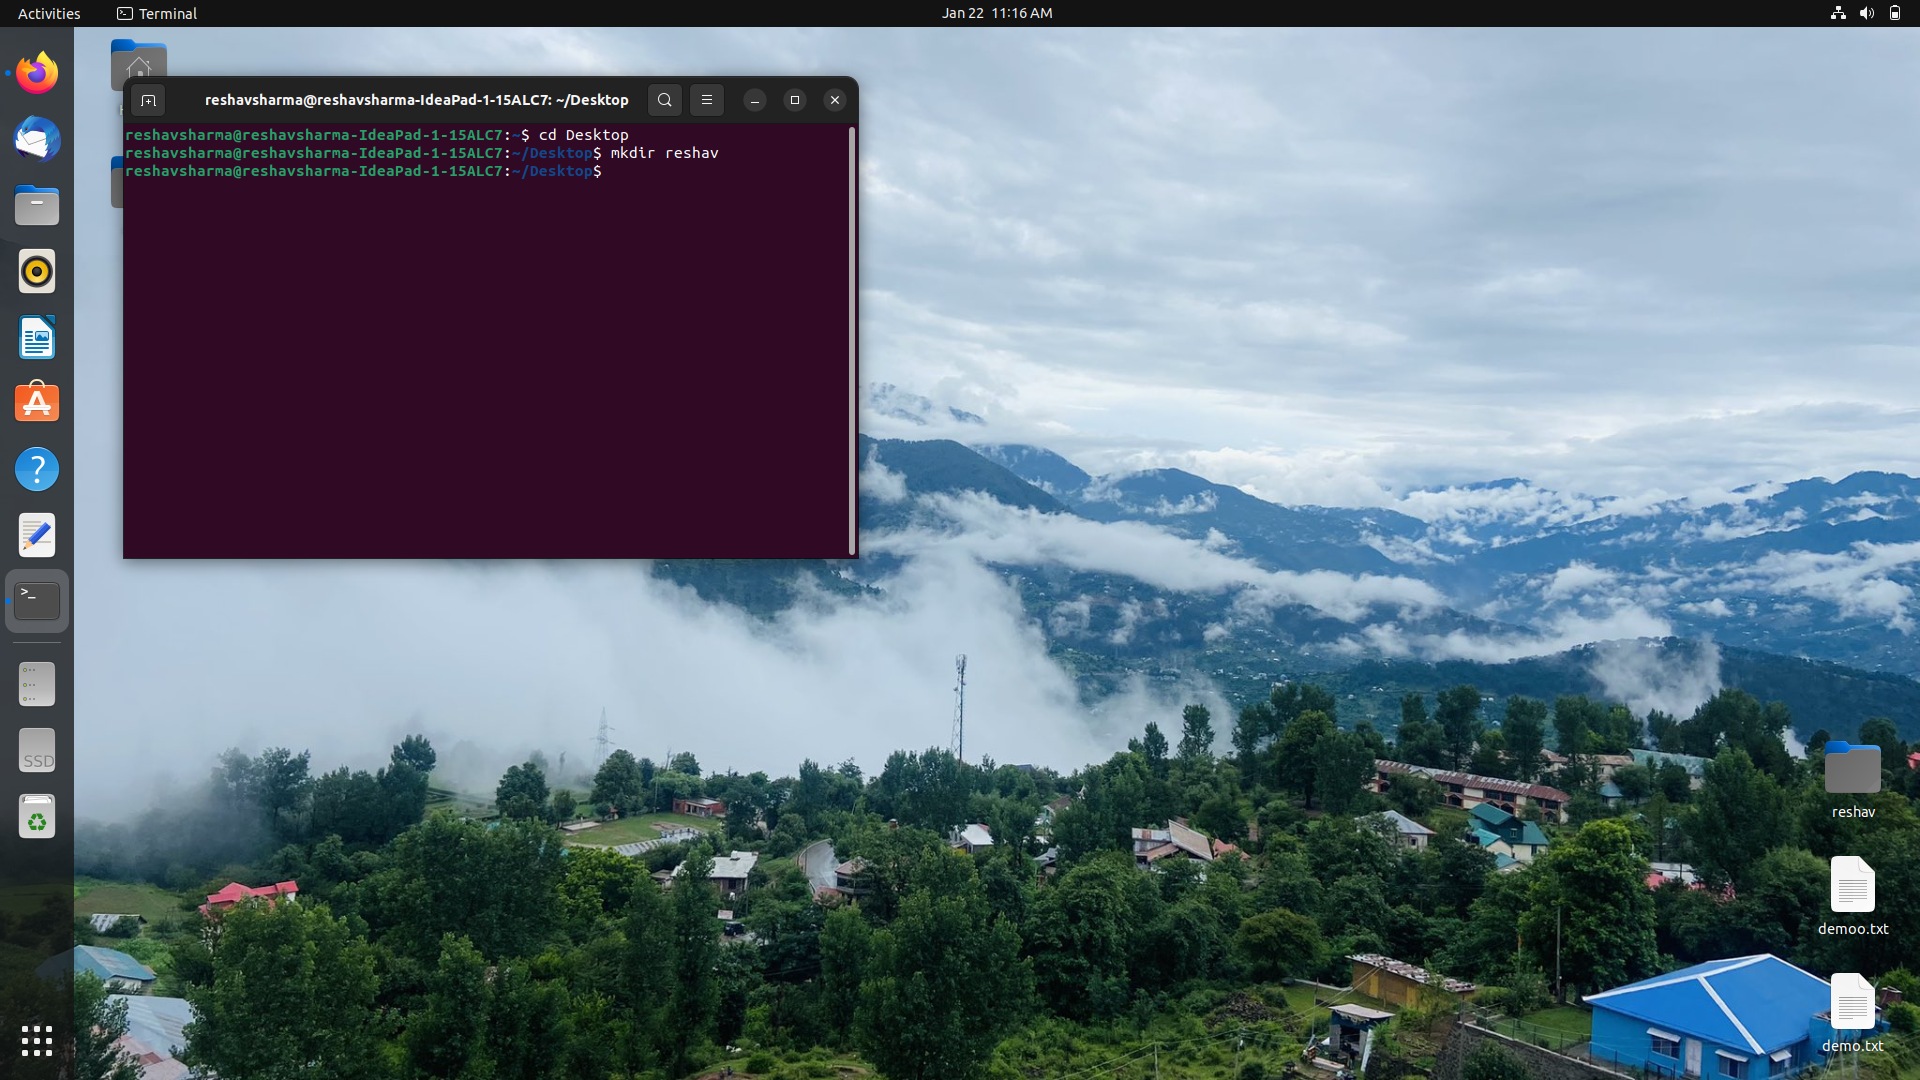 Activities
Terminal
Jan 22 11:16 AM
reshavsharma@reshavsharma-IdeaPad-1-15ALC7: ~/Desktop
reshavsharma@reshavsharma-IdeaPad-1-15ALC7:~$ cd Desktop
reshavsharma@reshavsharma-IdeaPad-1-15ALC7:~/Desktop$ mkdir reshav
reshavsharma@reshavsharma-IdeaPad-1-15ALC7:~/Desktop$
>_
SSD
reshav
demoo.txt
demo.txt